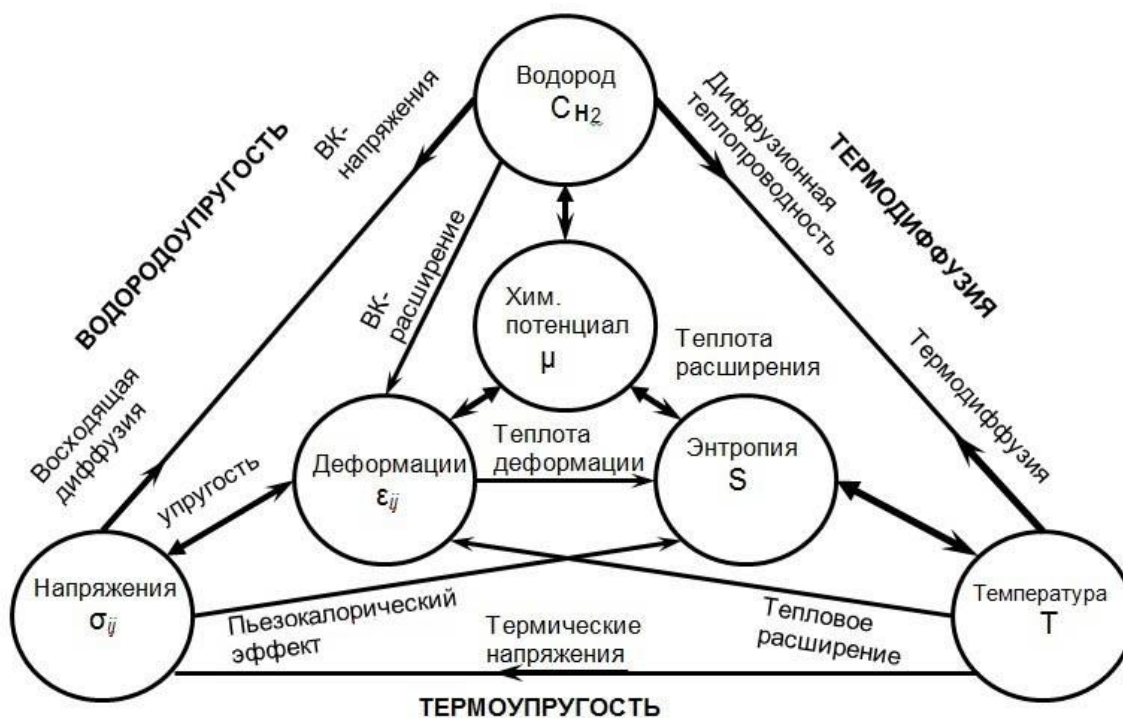 Водород
Cн₂
ВК-
напряжения
ВОДОРОДОУПРУГОСТЬ
Диффузионная
теплопроводность
ТЕРМОДИФФУЗИЯ
ВК-
расширение
Хим.
потенциал
μ
Теплота
расширения
Восходящая
диффузия
Термодиффузия
упругость
Деформации
εij
Теплота
деформации
Энтропия
S
Напряжения
σij
Пьезокалорический
эффект
Термические
напряжения
Тепловое
расширение
Температура
T
ТЕРМОУПРУГОСТЬ